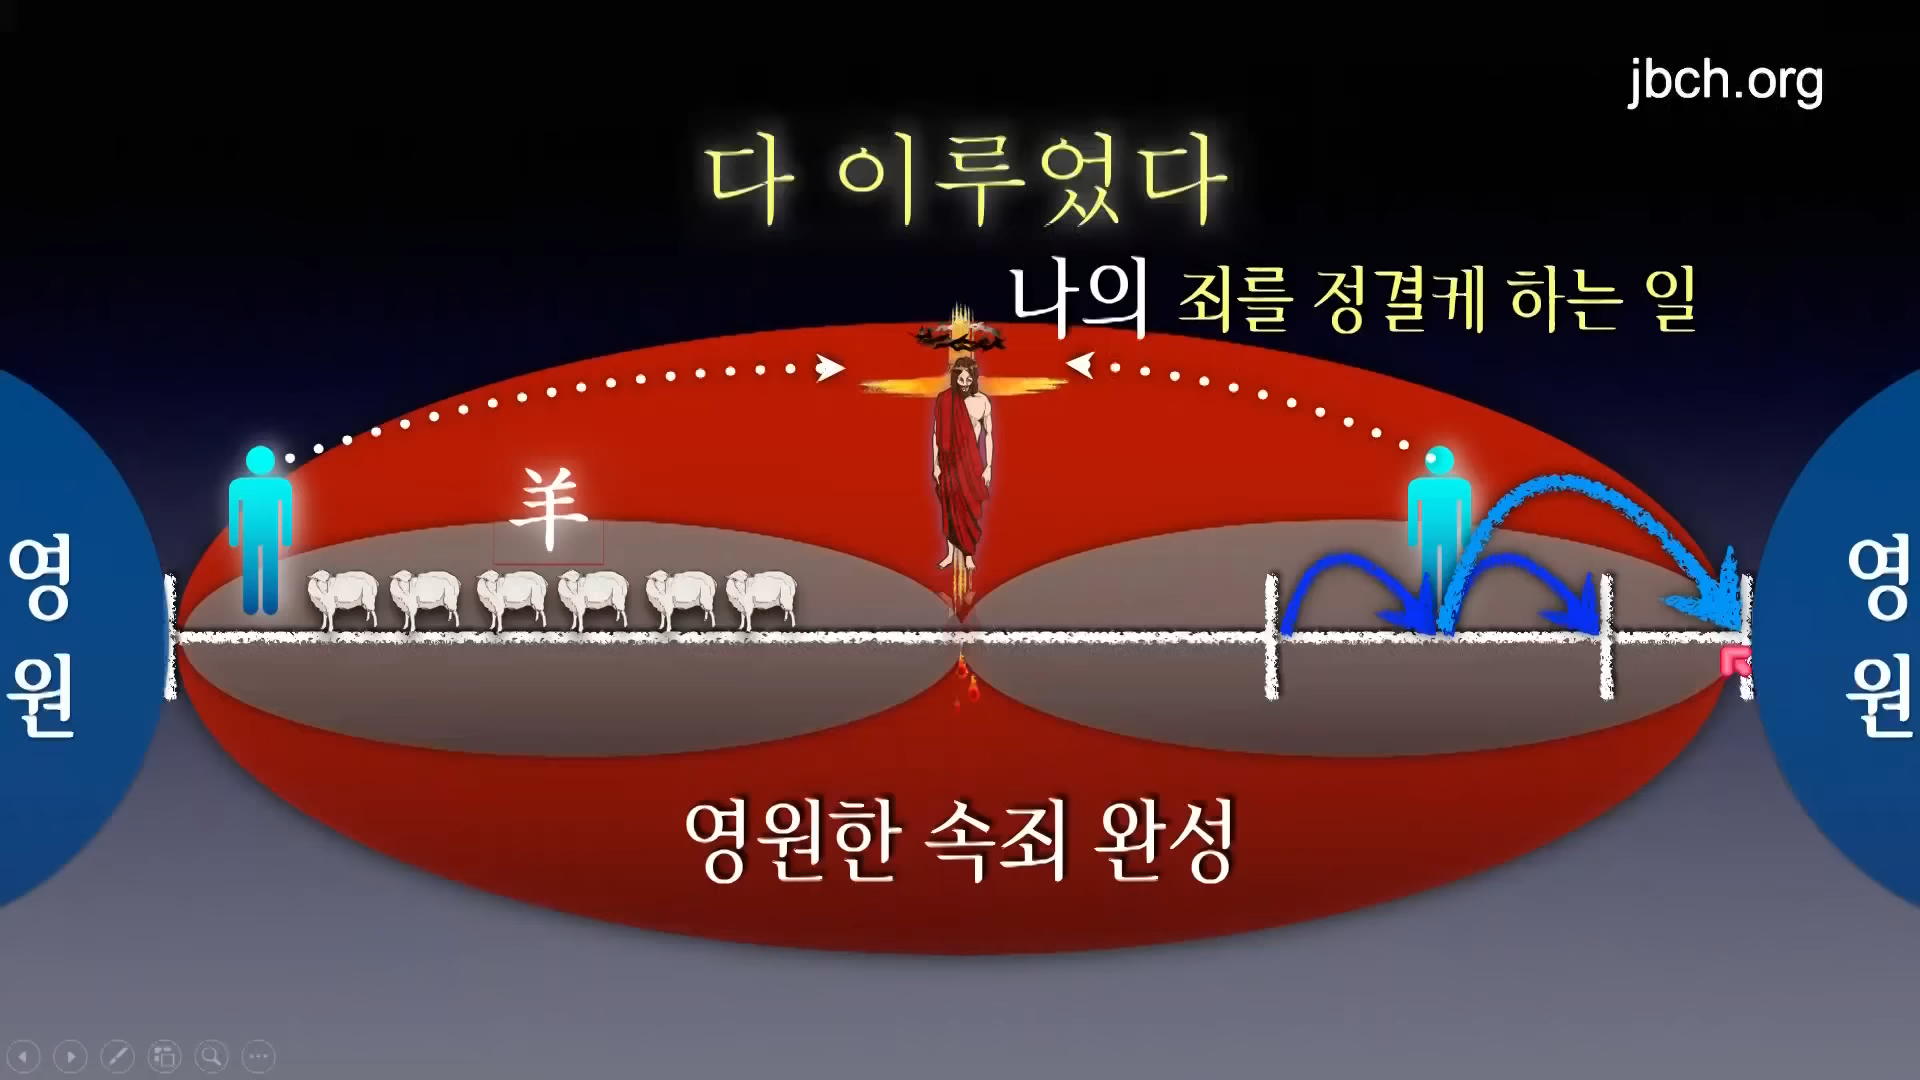 jbch.org
다 이루었다
나의 죄를 정결케 하는 일
羊
영원
영원
영원한 속죄 완성